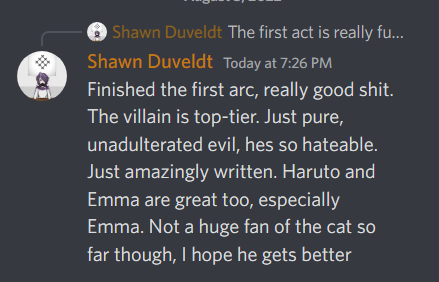 Shawn Duveldt The first act is really fu...
Shawn Duveldt Today at 7:26 PM
Finished the first arc, really good shit.
The villain is top-tier. Just pure,
unadulterated evil, hes so hateable.
Just amazingly written. Haruto and
Emma are great too, especially
Emma. Not a huge fan of the cat so
far though, I hope he gets better